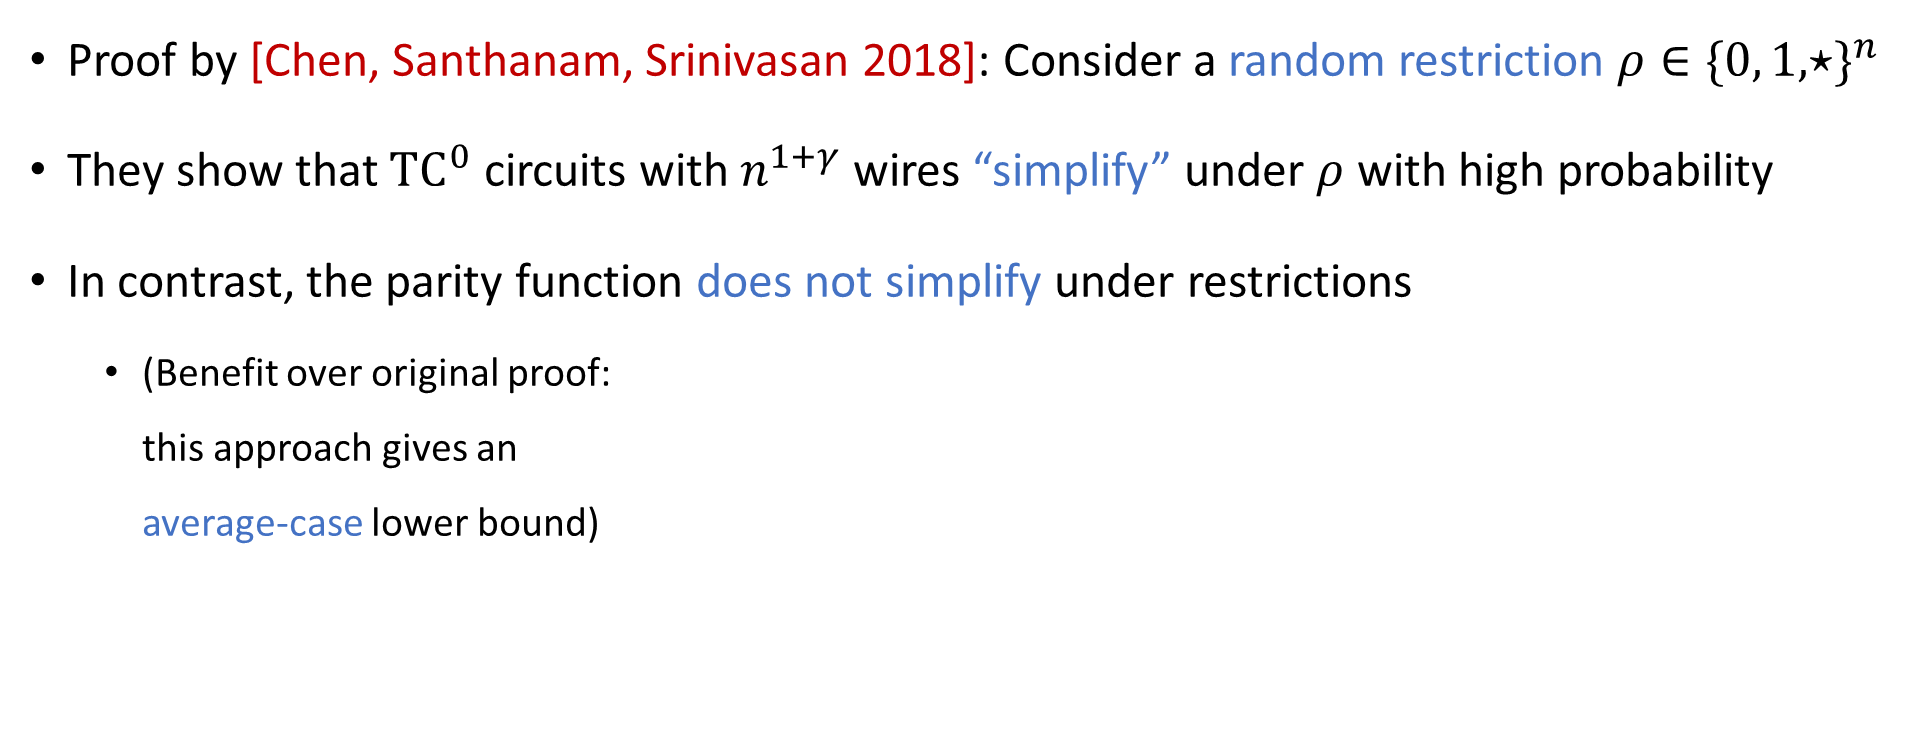 • Proof by [Chen, Santhanam, Srinivasan 2018]: Consider a random restriction ρ ∈ {0, 1,⋆}ⁿ
• They show that TC⁰ circuits with n¹⁺ᵞ wires “simplify” under ρ with high probability
• In contrast, the parity function does not simplify under restrictions
• (Benefit over original proof:
this approach gives an
average-case lower bound)